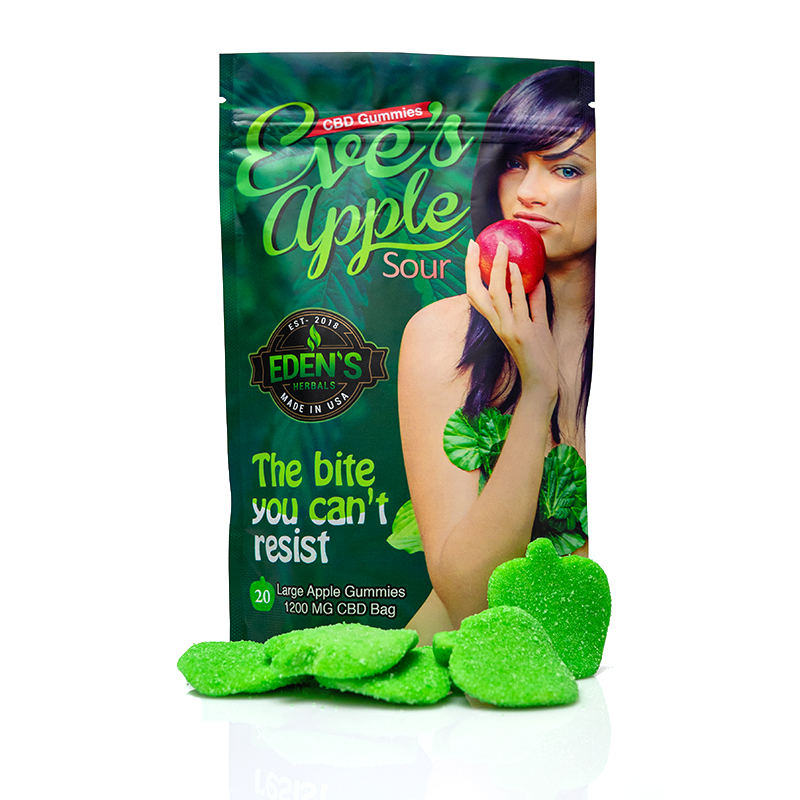 CBD Gummies
Eve's
Apple
Sour
EST- 2018
EDEN'S
HERBALS
MADE IN USA
The bite
you can't
resist
20 Large Apple Gummies
1200 MG CBD Bag
resist